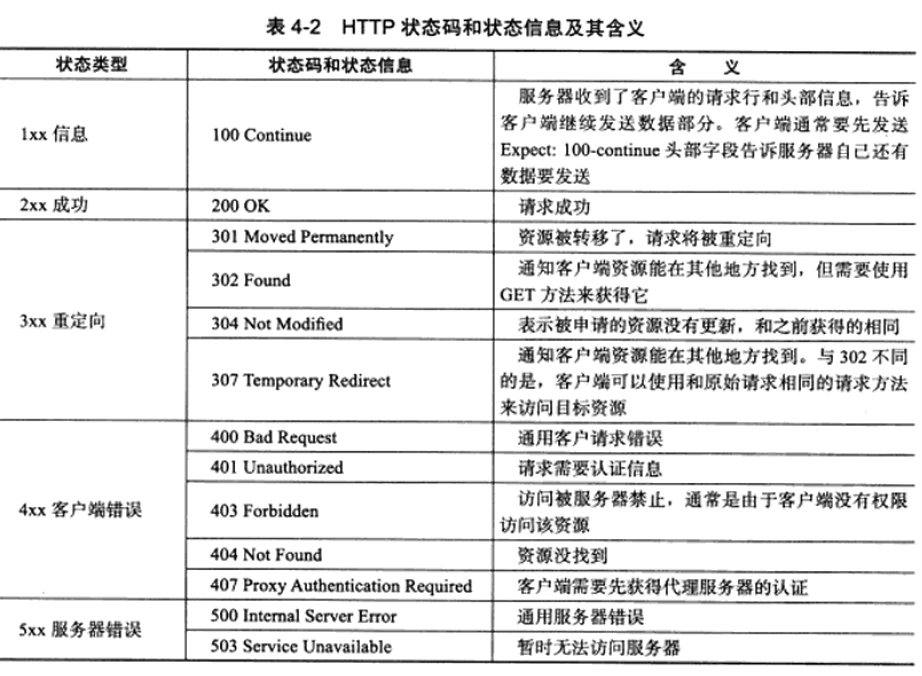 表 4-2 HTTP 状态码和状态信息及其含义
状态类型 状态码和状态信息 含 义
1xx 信息 100 Continue 服务器收到了客户端的请求行和头部信息，告诉
客户端继续发送数据部分。客户端通常要先发送
Expect: 100-continue 头部字段告诉服务器自己还有
数据要发送
2xx 成功 200 OK 请求成功
3xx 重定向 301 Moved Permanently 资源被转移了，请求将被重定向
302 Found 通知客户端资源能在其他地方找到，但需要使用
GET 方法来获得它
304 Not Modified 表示被申请的资源没有更新，和之前获得的相同
307 Temporary Redirect 通知客户端资源能在其他地方找到。与 302 不同
的是，客户端可以使用和原始请求相同的请求方法
来访问目标资源
4xx 客户端错误 400 Bad Request 通用客户请求错误
401 Unauthorized 请求需要认证信息
403 Forbidden 访问被服务器禁止，通常是由于客户端没有权限
访问该资源
404 Not Found 资源没找到
407 Proxy Authentication Required 客户端需要先获得代理服务器的认证
5xx 服务器错误 500 Internal Server Error 通用服务器错误
503 Service Unavailable 暂时无法访问服务器